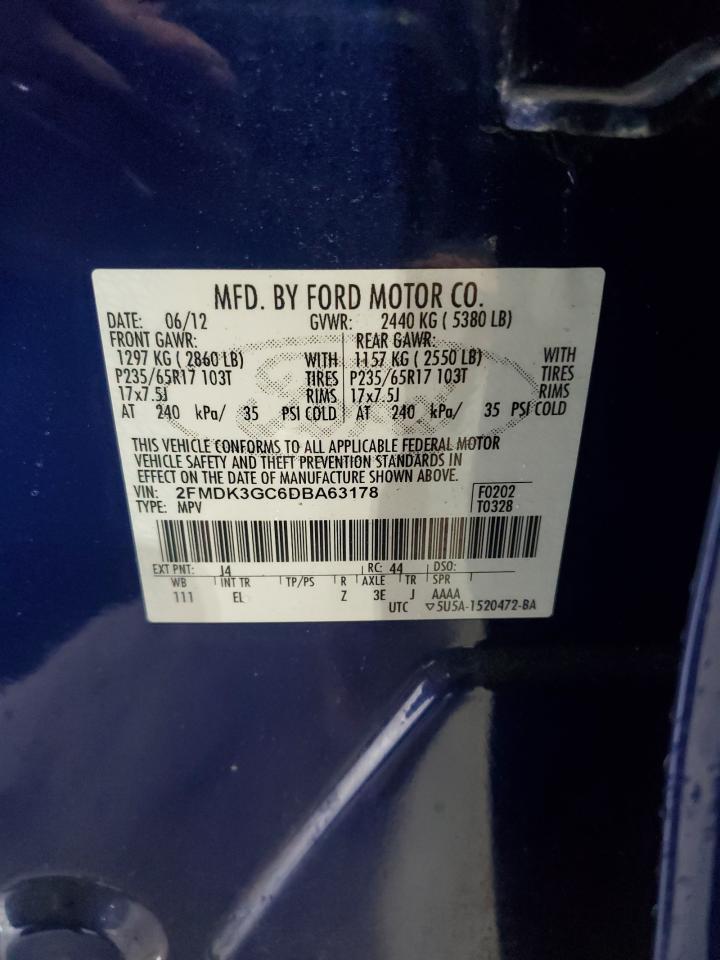 MFD. BY FORD MOTOR CO.
DATE: 06/12 GVWR: 2440 KG ( 5380 LB)
FRONT GAWR: REAR GAWR:
1297 KG ( 2860 LB) WITH 1157 KG ( 2550 LB) WITH
P235/65R17 103T TIRES P235/65R17 103T TIRES
17x7.5J RIMS 17x7.5J RIMS
AT 240 kPa/ 35 PSI COLD AT 240 kPa/ 35 PSI COLD
THIS VEHICLE CONFORMS TO ALL APPLICABLE FEDERAL MOTOR
VEHICLE SAFETY AND THEFT PREVENTION STANDARDS IN
EFFECT ON THE DATE OF MANUFACTURE SHOWN ABOVE.
VIN: 2FMDK3GC6DBA63178 F0202
TYPE: MPV T0328
EXT PNT: J4 RC: 44 DSO:
WB INT TR TP/PS R AXLE TR SPR
111 EL Z 3E J AAAA
UTC ▽5U5A-1520472-BA